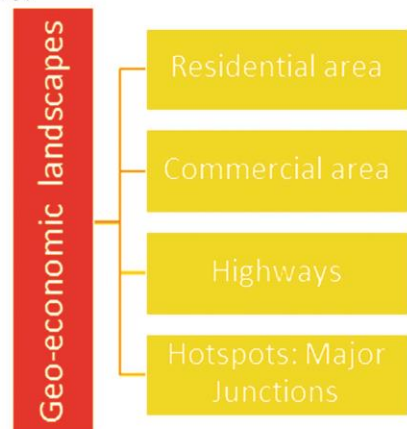 Geo-economic landscapes
Residential area
Commercial area
Highways
Hotspots: Major
Junctions